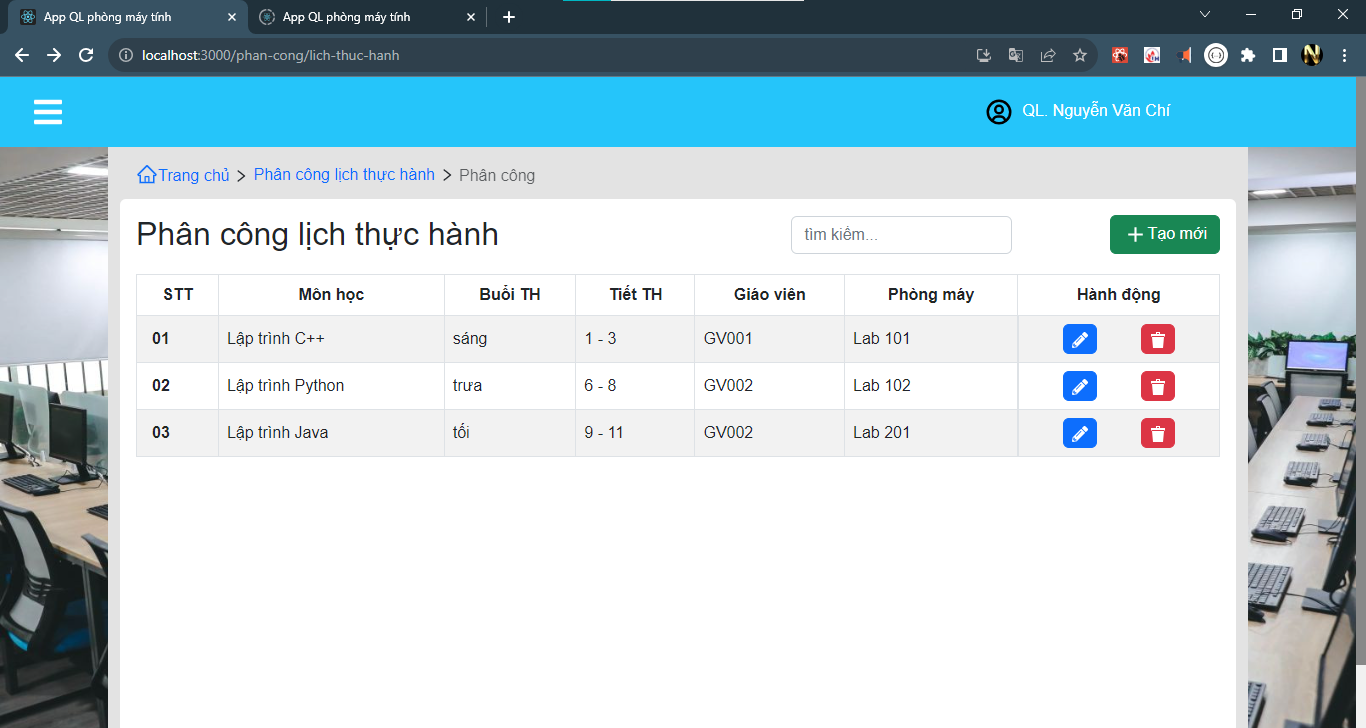 App QL phòng máy tính
App QL phòng máy tính
localhost:3000/phan-cong/lich-thuc-hanh
QL. Nguyễn Văn Chí
Trang chủ > Phân công lịch thực hành > Phân công
Phân công lịch thực hành
tìm kiếm...
Tạo mới
STT Môn học Buổi TH Tiết TH Giáo viên Phòng máy Hành động
01 Lập trình C++ sáng 1 - 3 GV001 Lab 101
02 Lập trình Python trưa 6 - 8 GV002 Lab 102
03 Lập trình Java tối 9 - 11 GV002 Lab 201